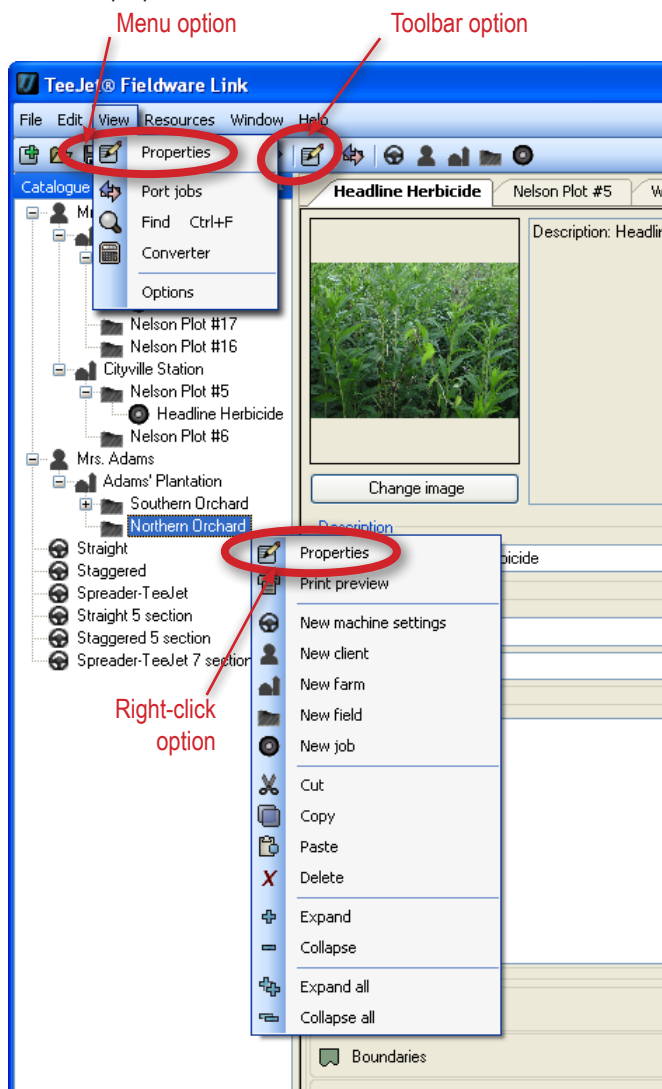 Menu option
Toolbar option
TeeJet® Fieldware Link
File Edit View Resources Window Help
Properties
Port jobs
Find Ctrl+F
Converter
Options
Catalogue
Headline Herbicide
Nelson Plot #5
Nelson Plot #17
Nelson Plot #16
Cityville Station
Nelson Plot #5
Headline Herbicide
Nelson Plot #6
Mrs. Adams
Adams' Plantation
Southern Orchard
Northern Orchard
Straight
Staggered
Spreader-TeeJet
Straight 5 section
Staggered 5 section
Spreader-TeeJet 7 section
Description: Headlin
Change image
Description
bicide
Properties
Print preview
New machine settings
New client
New farm
New field
New job
Cut
Copy
Paste
Delete
Expand
Collapse
Expand all
Collapse all
Right-click
option
Boundaries